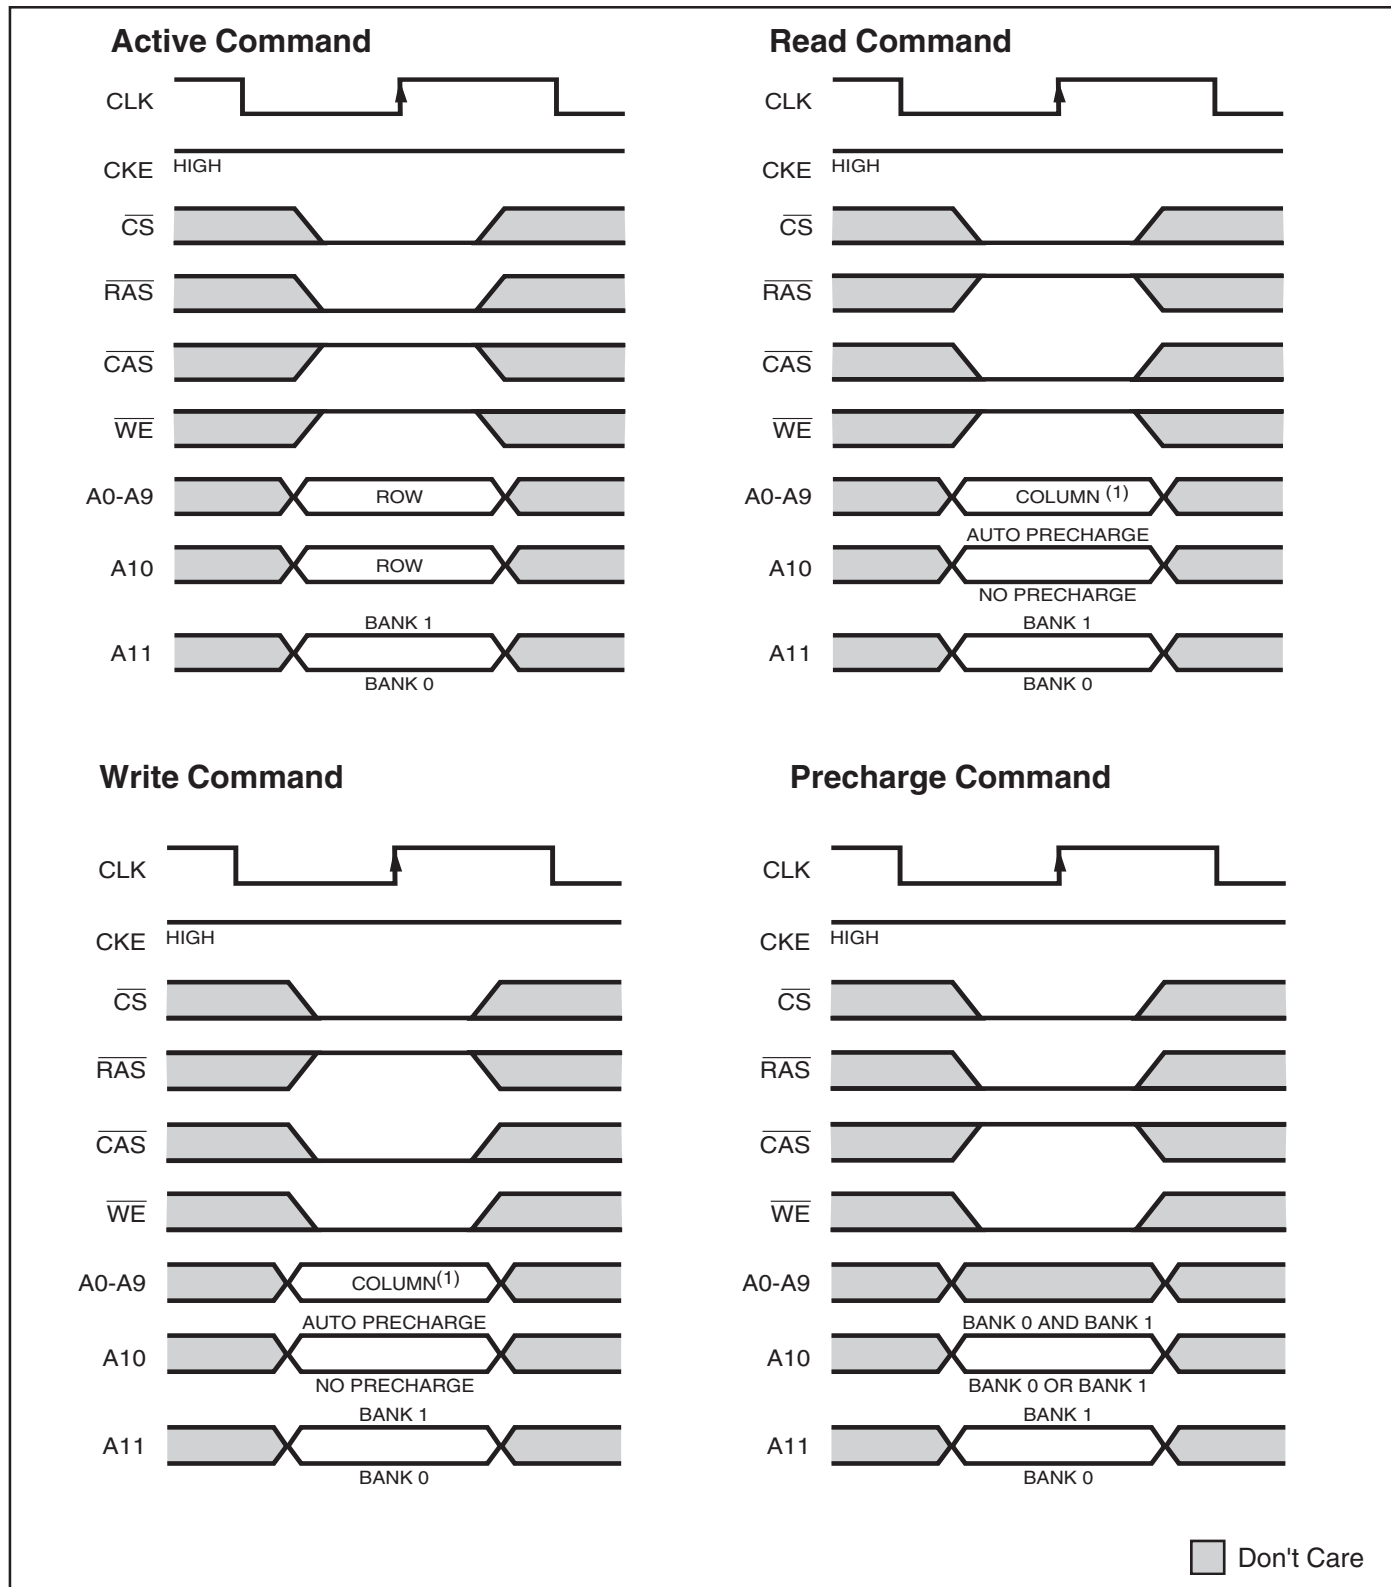 Active Command
CLK
CKE HIGH
CS
RAS
CAS
WE
A0-A9 ROW
A10 ROW
BANK 1
A11
BANK 0
Read Command
CLK
CKE HIGH
CS
RAS
CAS
WE
A0-A9 COLUMN (1)
AUTO PRECHARGE
A10
NO PRECHARGE
BANK 1
A11
BANK 0
Write Command
CLK
CKE HIGH
CS
RAS
CAS
WE
A0-A9 COLUMN(1)
AUTO PRECHARGE
A10
NO PRECHARGE
BANK 1
A11
BANK 0
Precharge Command
CLK
CKE HIGH
CS
RAS
CAS
WE
A0-A9
BANK 0 AND BANK 1
A10
BANK 0 OR BANK 1
BANK 1
A11
BANK 0
Don't Care